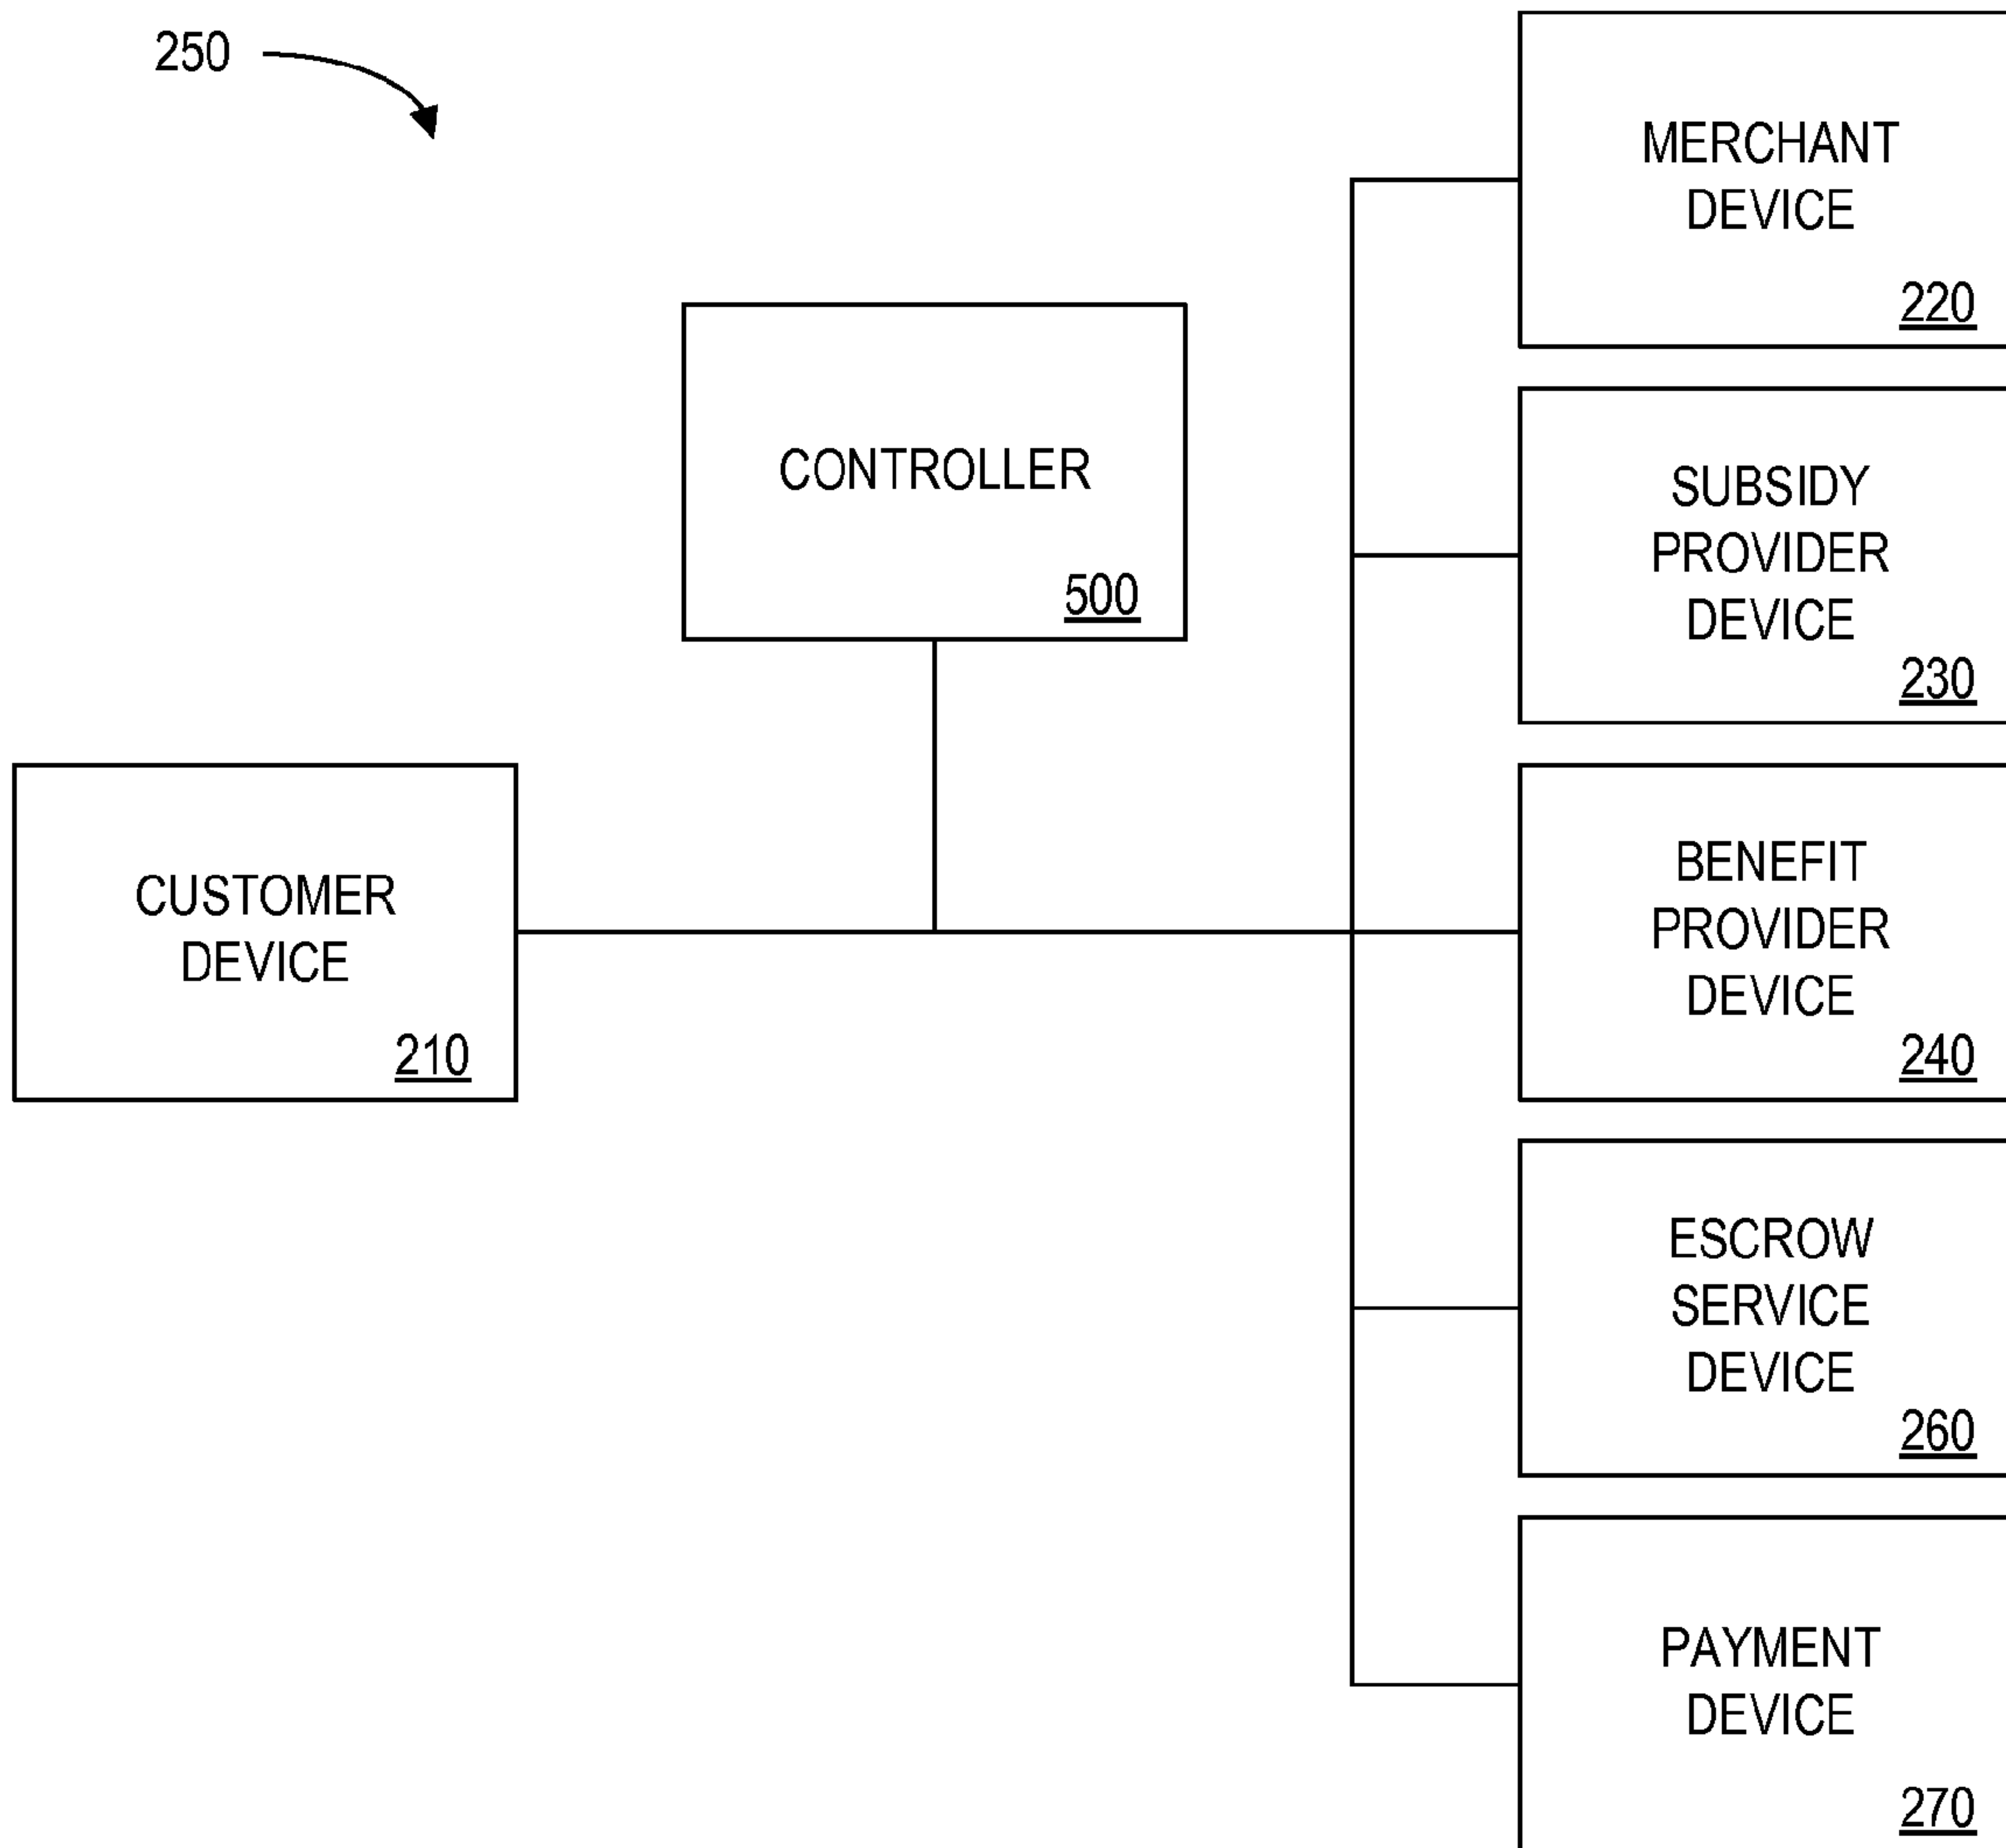 250
MERCHANT
DEVICE
220
CONTROLLER
500
SUBSIDY
PROVIDER
DEVICE
230
CUSTOMER
DEVICE
210
BENEFIT
PROVIDER
DEVICE
240
ESCROW
SERVICE
DEVICE
260
PAYMENT
DEVICE
270